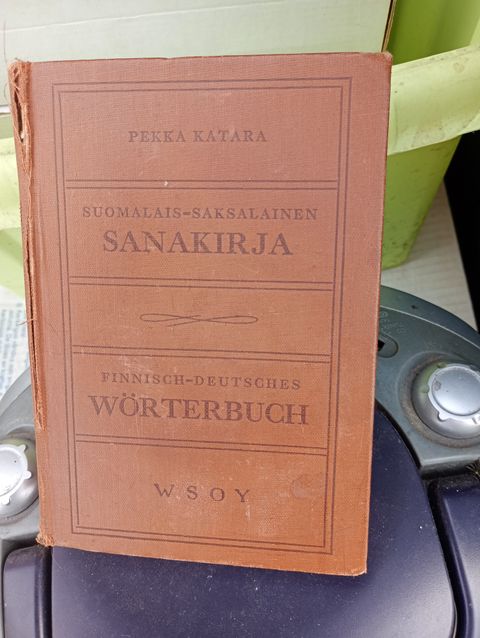 PEKKA KATARA
SUOMALAIS-SAKSALAINEN
SANAKIRJA
FINNISCH-DEUTSCHES
WÖRTERBUCH
WSOY